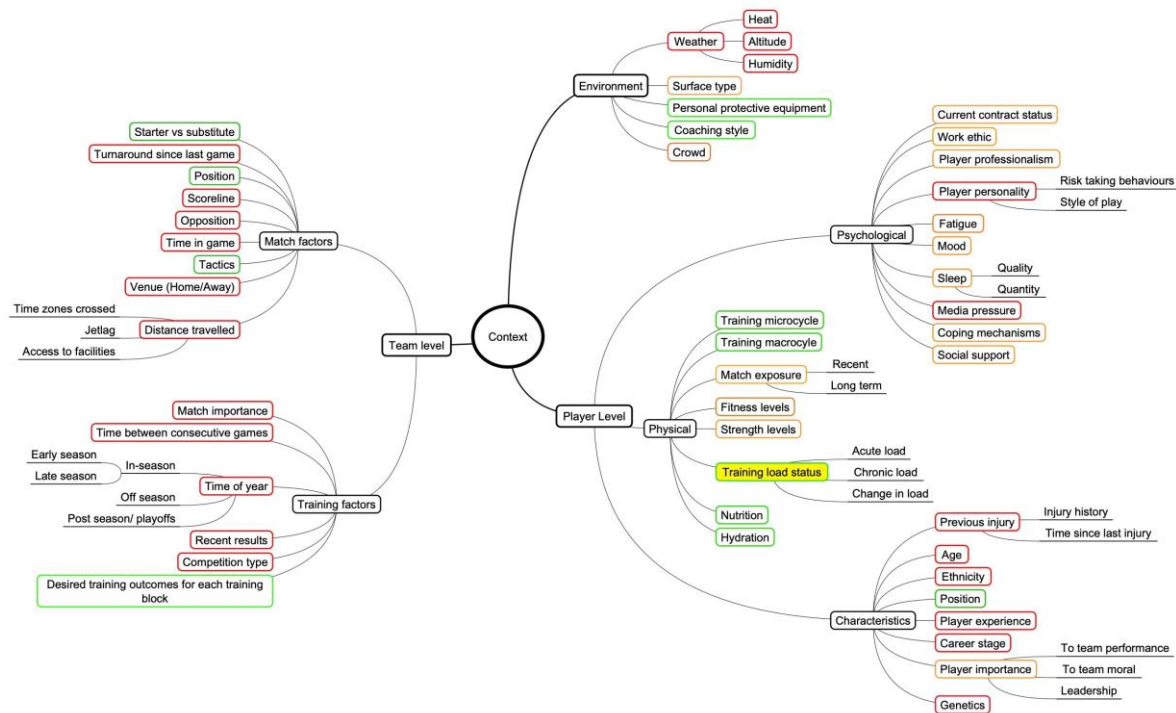 Context
Environment
Weather
Heat
Altitude
Humidity
Surface type
Personal protective equipment
Coaching style
Crowd
Team level
Match factors
Starter vs substitute
Turnaround since last game
Position
Scoreline
Opposition
Time in game
Tactics
Venue (Home/Away)
Distance travelled
Time zones crossed
Jetlag
Access to facilities
Training factors
Match importance
Time between consecutive games
Time of year
In-season
Early season
Late season
Off season
Post season/ playoffs
Recent results
Competition type
Desired training outcomes for each training
block
Player Level
Psychological
Current contract status
Work ethic
Player professionalism
Player personality
Risk taking behaviours
Style of play
Fatigue
Mood
Sleep
Quality
Quantity
Media pressure
Coping mechanisms
Social support
Physical
Training microcycle
Training macrocyle
Match exposure
Recent
Long term
Fitness levels
Strength levels
Training load status
Acute load
Chronic load
Change in load
Nutrition
Hydration
Characteristics
Previous injury
Injury history
Time since last injury
Age
Ethnicity
Position
Player experience
Career stage
Player importance
To team performance
To team moral
Leadership
Genetics